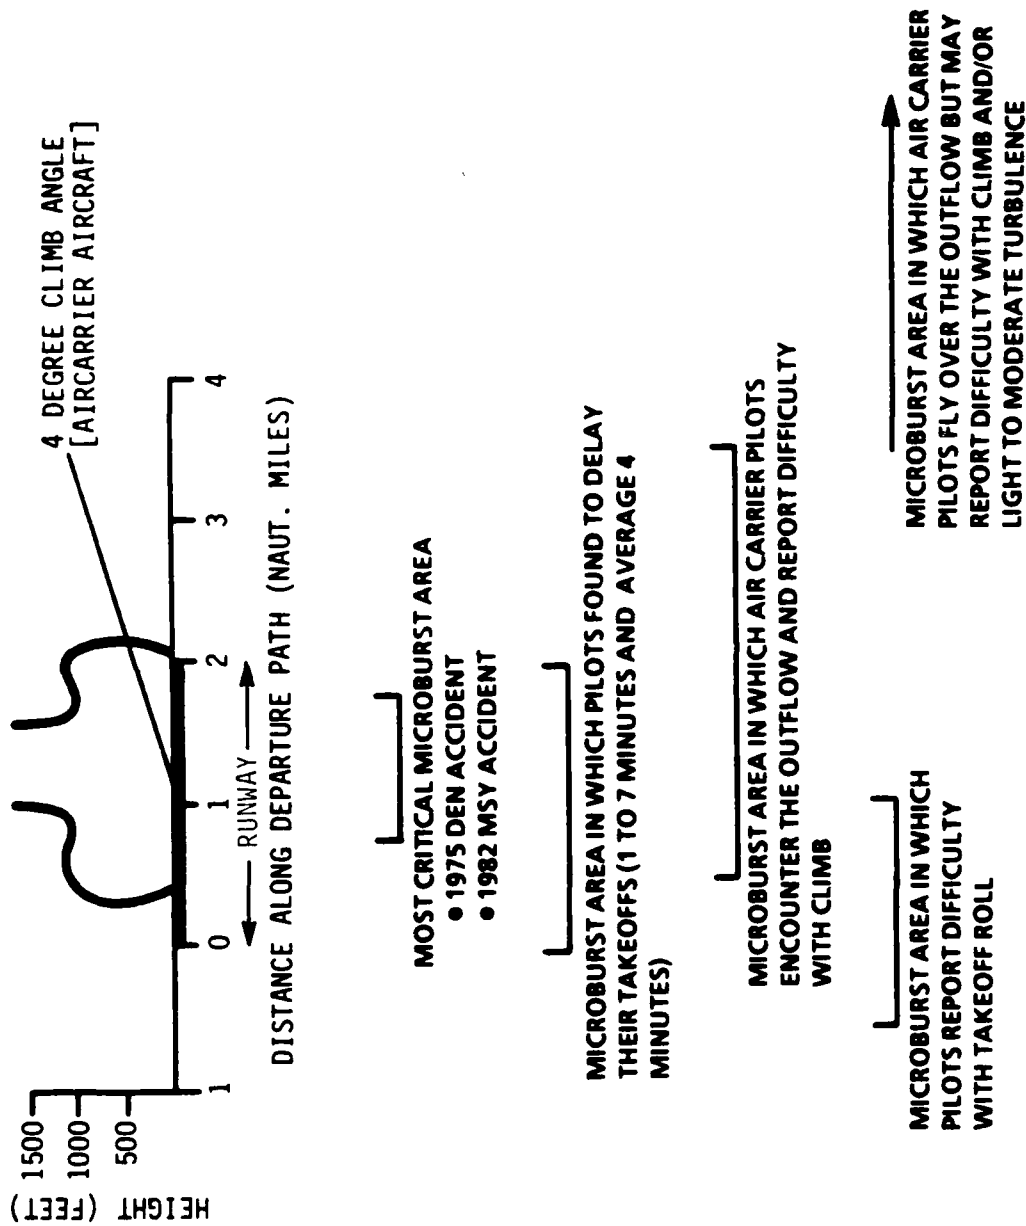 4 DEGREE CLIMB ANGLE
[AIRCARRIER AIRCRAFT]
HEIGHT (FEET)
1500
1000
500
1
0
1
2
3
4
RUNWAY
DISTANCE ALONG DEPARTURE PATH (NAUT. MILES)
MOST CRITICAL MICROBURST AREA
● 1975 DEN ACCIDENT
● 1982 MSY ACCIDENT
MICROBURST AREA IN WHICH PILOTS FOUND TO DELAY
THEIR TAKEOFFS (1 TO 7 MINUTES AND AVERAGE 4
MINUTES)
MICROBURST AREA IN WHICH AIR CARRIER PILOTS
ENCOUNTER THE OUTFLOW AND REPORT DIFFICULTY
WITH CLIMB
MICROBURST AREA IN WHICH
PILOTS REPORT DIFFICULTY
WITH TAKEOFF ROLL
MICROBURST AREA IN WHICH AIR CARRIER
PILOTS FLY OVER THE OUTFLOW BUT MAY
REPORT DIFFICULTY WITH CLIMB AND/OR
LIGHT TO MODERATE TURBULENCE